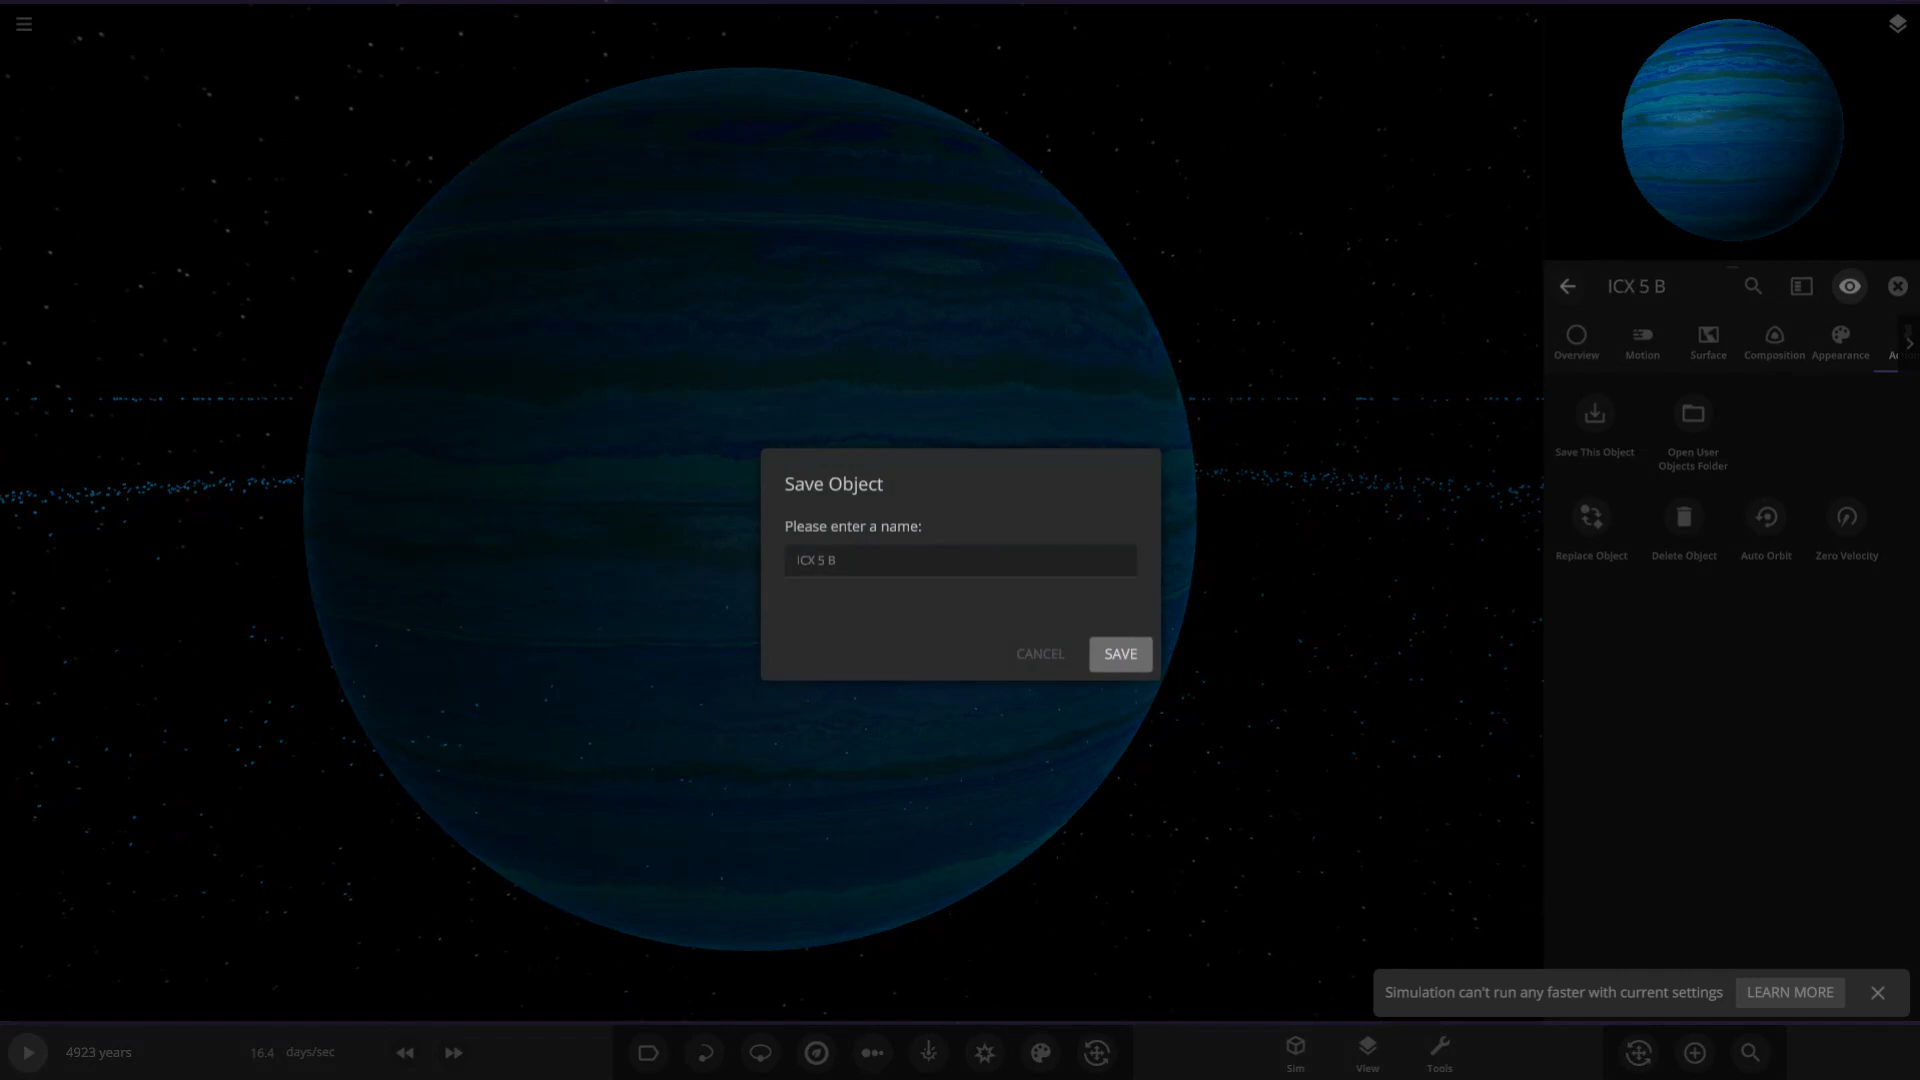 ICX 5 B
Overview
Motion
Surface
Composition
Appearance
Save This Object
Open User
Objects Folder
Replace Object
Delete Object
Auto Orbit
Zero Velocity
Save Object
Please enter a name:
ICX 5 B
CANCEL
SAVE
Simulation can't run any faster with current settings
LEARN MORE
4923 years
16.4 days/sec
Sim
View
Tools